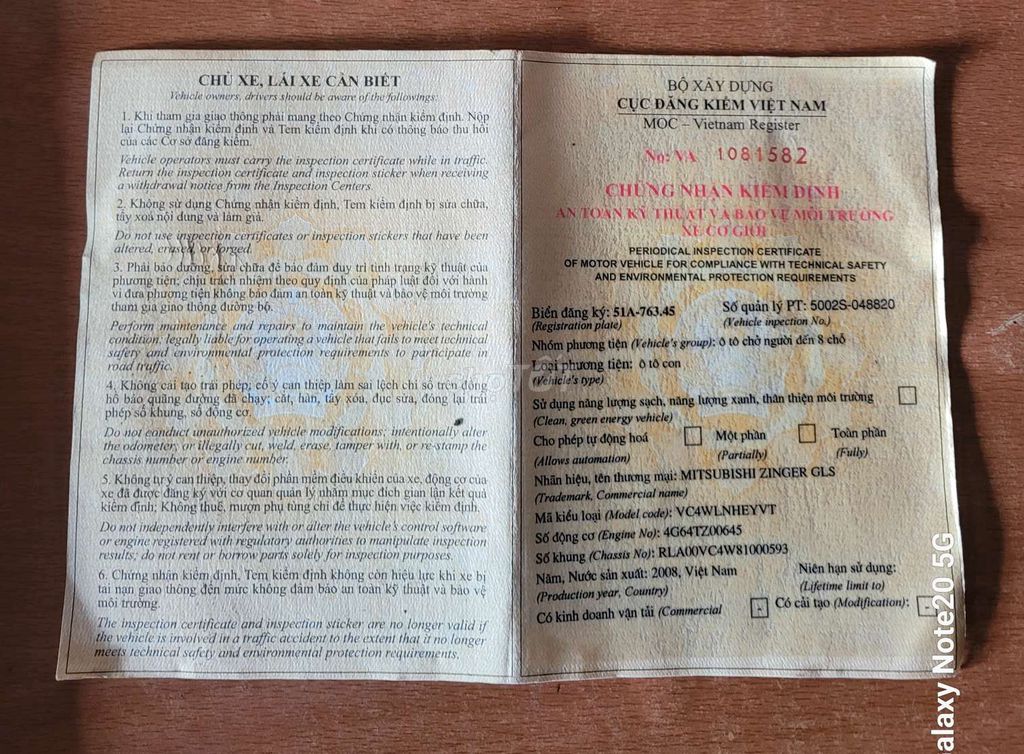 CHỦ XE, LÁI XE CẦN BIẾT
Vehicle owners, drivers should be aware of the followings:
1. Khi tham gia giao thông phải mang theo Chứng nhận kiểm định. Nộp
lại Chứng nhận kiểm định và Tem kiểm định khi có thông báo thu hồi
của các Cơ sở đăng kiểm.
Vehicle operators must carry the inspection certificate while in traffic.
Return the inspection certificate and inspection sticker when receiving
a withdrawal notice from the Inspection Centers.
2. Không sử dụng Chứng nhận kiểm định, Tem kiểm định bị sửa chữa,
tẩy xoá nội dung và làm giả.
Do not use inspection certificates or inspection stickers that have been
altered, erased, or forged.
3. Phải bảo dưỡng, sửa chữa để bảo đảm duy trì tình trạng kỹ thuật của
phương tiện; chịu trách nhiệm theo quy định của pháp luật đối với hành
vi đưa phương tiện không bảo đảm an toàn kỹ thuật và bảo vệ môi trường
tham gia giao thông đường bộ.
Perform maintenance and repairs to maintain the vehicle's technical
condition; legally liable for operating a vehicle that fails to meet technical
safety and environmental protection requirements to participate in
road traffic.
4. Không cải tạo trái phép; cố ý can thiệp làm sai lệch chỉ số trên đồng
hồ báo quãng đường đã chạy; cắt, hàn, tẩy xóa, đục sửa, đóng lại trái
phép số khung, số động cơ.
Do not conduct unauthorized vehicle modifications; intentionally alter
the odometer, or illegally cut, weld, erase, tamper with, or re-stamp the
chassis number or engine number.
5. Không tự ý can thiệp, thay đổi phần mềm điều khiển của xe, động cơ của
xe đã được đăng ký với cơ quan quản lý nhằm mục đích gian lận kết quả
kiểm định; Không thuê, mượn phụ tùng chỉ để thực hiện việc kiểm định.
Do not independently interfere with or alter the vehicle's control software
or engine registered with regulatory authorities to manipulate inspection
results; do not rent or borrow parts solely for inspection purposes.
6. Chứng nhận kiểm định, Tem kiểm định không còn hiệu lực khi xe bị
tai nạn giao thông đến mức không đảm bảo an toàn kỹ thuật và bảo vệ
môi trường.
The inspection certificate and inspection sticker are no longer valid if
the vehicle is involved in a traffic accident to the extent that it no longer
meets technical safety and environmental protection requirements.
BỘ XÂY DỰNG
CỤC ĐĂNG KIỂM VIỆT NAM
MOC – Vietnam Register
No: VA 1081582
CHỨNG NHẬN KIỂM ĐỊNH
AN TOÀN KỸ THUẬT VÀ BẢO VỆ MÔI TRƯỜNG
XE CƠ GIỚI
PERIODICAL INSPECTION CERTIFICATE
OF MOTOR VEHICLE FOR COMPLIANCE WITH TECHNICAL SAFETY
AND ENVIRONMENTAL PROTECTION REQUIREMENTS
Biển đăng ký: 51A-763.45 Số quản lý PT: 5002S-048820
(Registration plate) (Vehicle inspection No.)
Nhóm phương tiện (Vehicle's group): ô tô chở người đến 8 chỗ
Loại phương tiện: ô tô con
(Vehicle's type)
Sử dụng năng lượng sạch, năng lượng xanh, thân thiện môi trường
(Clean, green energy vehicle)
Cho phép tự động hoá Một phần Toàn phần
(Allows automation) (Partially) (Fully)
Nhãn hiệu, tên thương mại: MITSUBISHI ZINGER GLS
(Trademark, Commercial name)
Mã kiểu loại (Model code): VC4WLNHEYVT
Số động cơ (Engine No): 4G64TZ00645
Số khung (Chassis No): RLA00VC4W81000593
Năm, Nước sản xuất: 2008, Việt Nam Niên hạn sử dụng:
(Production year, Country) (Lifetime limit to)
Có kinh doanh vận tải (Commercial - Có cải tạo (Modification): -
alaxy Note20 5G